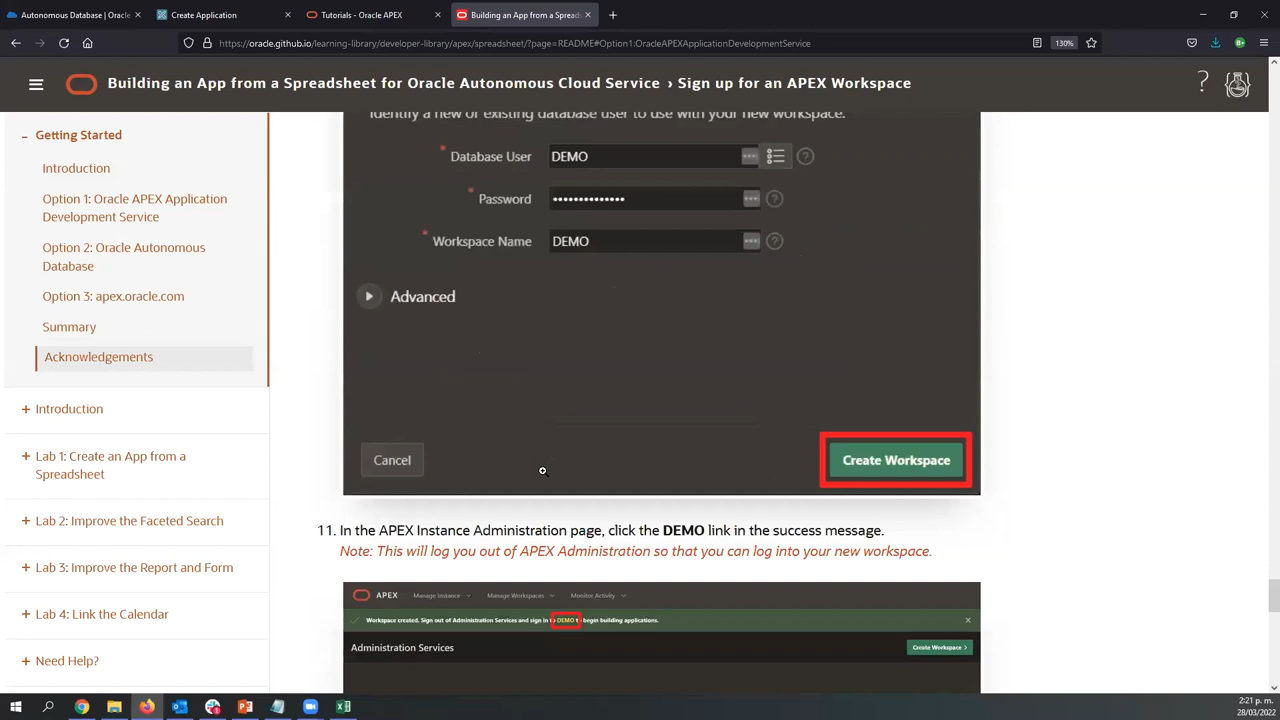 Autonomous Database | Oracle
Create Application
Tutorials - Oracle APEX
Building an App from a Spreads
https://oracle.github.io/learning-library/developer-library/apex/spreadsheet/?page=README#Option1:OracleAPEXApplicationDevelopmentService
130%
Building an App from a Spreadsheet for Oracle Autonomous Cloud Service › Sign up for an APEX Workspace
Getting Started
Introduction
Option 1: Oracle APEX Application
Development Service
Option 2: Oracle Autonomous
Database
Option 3: apex.oracle.com
Summary
Acknowledgements
Introduction
Lab 1: Create an App from a
Spreadsheet
Lab 2: Improve the Faceted Search
Lab 3: Improve the Report and Form
Lab 4: Link the Calendar
Need Help?
Identify a new or existing database user to use with your new workspace.
* Database User DEMO
* Password ••••••••••••••
* Workspace Name DEMO
Advanced
Cancel
Create Workspace
11. In the APEX Instance Administration page, click the DEMO link in the success message.
Note: This will log you out of APEX Administration so that you can log into your new workspace.
APEX Manage Instance Manage Workspaces Monitor Activity
Workspace created. Sign out of Administration Services and sign in to DEMO to begin building applications.
Administration Services
Create Workspace >
2:21 p. m.
28/03/2022